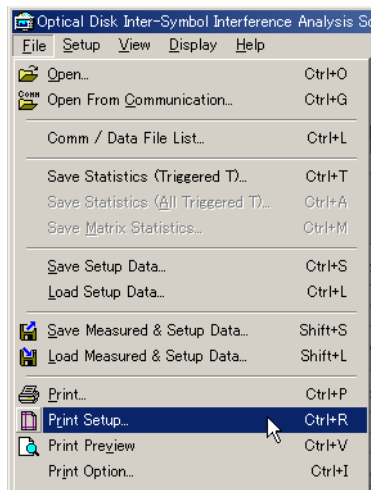 Optical Disk Inter-Symbol Interference Analysis
File Setup View Display Help
Open... Ctrl+O
Comm Open From Communication... Ctrl+G
Comm / Data File List... Ctrl+L
Save Statistics (Triggered T)... Ctrl+T
Save Statistics (All Triggered T)... Ctrl+A
Save Matrix Statistics... Ctrl+M
Save Setup Data... Ctrl+S
Load Setup Data... Ctrl+L
Save Measured & Setup Data... Shift+S
Load Measured & Setup Data... Shift+L
Print... Ctrl+P
Print Setup... Ctrl+R
Print Preview Ctrl+V
Print Option... Ctrl+I